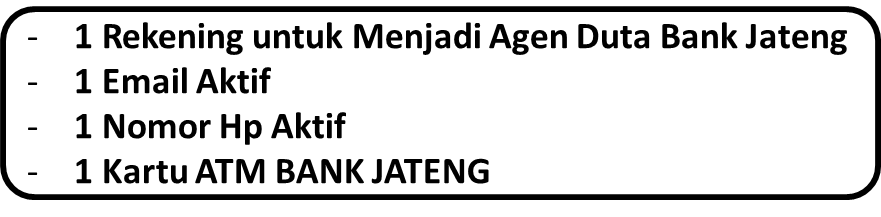 - 1 Rekening untuk Menjadi Agen Duta Bank Jateng
- 1 Email Aktif
- 1 Nomor Hp Aktif
- 1 Kartu ATM BANK JATENG